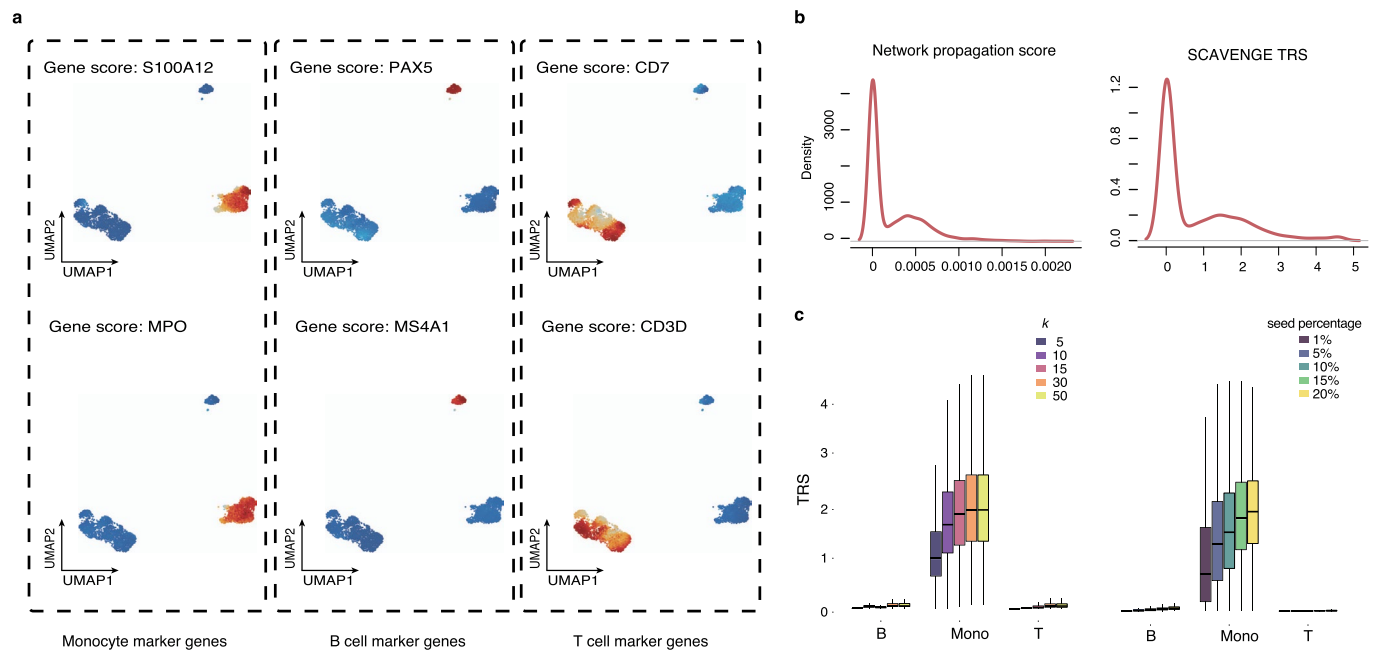 a
Gene score: S100A12
UMAP2
UMAP1
Gene score: PAX5
UMAP2
UMAP1
Gene score: CD7
UMAP2
UMAP1
Gene score: MPO
UMAP2
UMAP1
Gene score: MS4A1
UMAP2
UMAP1
Gene score: CD3D
UMAP2
UMAP1
Monocyte marker genes
B cell marker genes
T cell marker genes
b
Network propagation score
Density
3000
1000
0
0 0.0005 0.0010 0.0015 0.0020
SCAVENGE TRS
1.2
0.8
0.4
0.0
0 1 2 3 4 5
c
k
5
10
15
30
50
TRS
4
3
2
1
0
B Mono T
seed percentage
1%
5%
10%
15%
20%
B Mono T